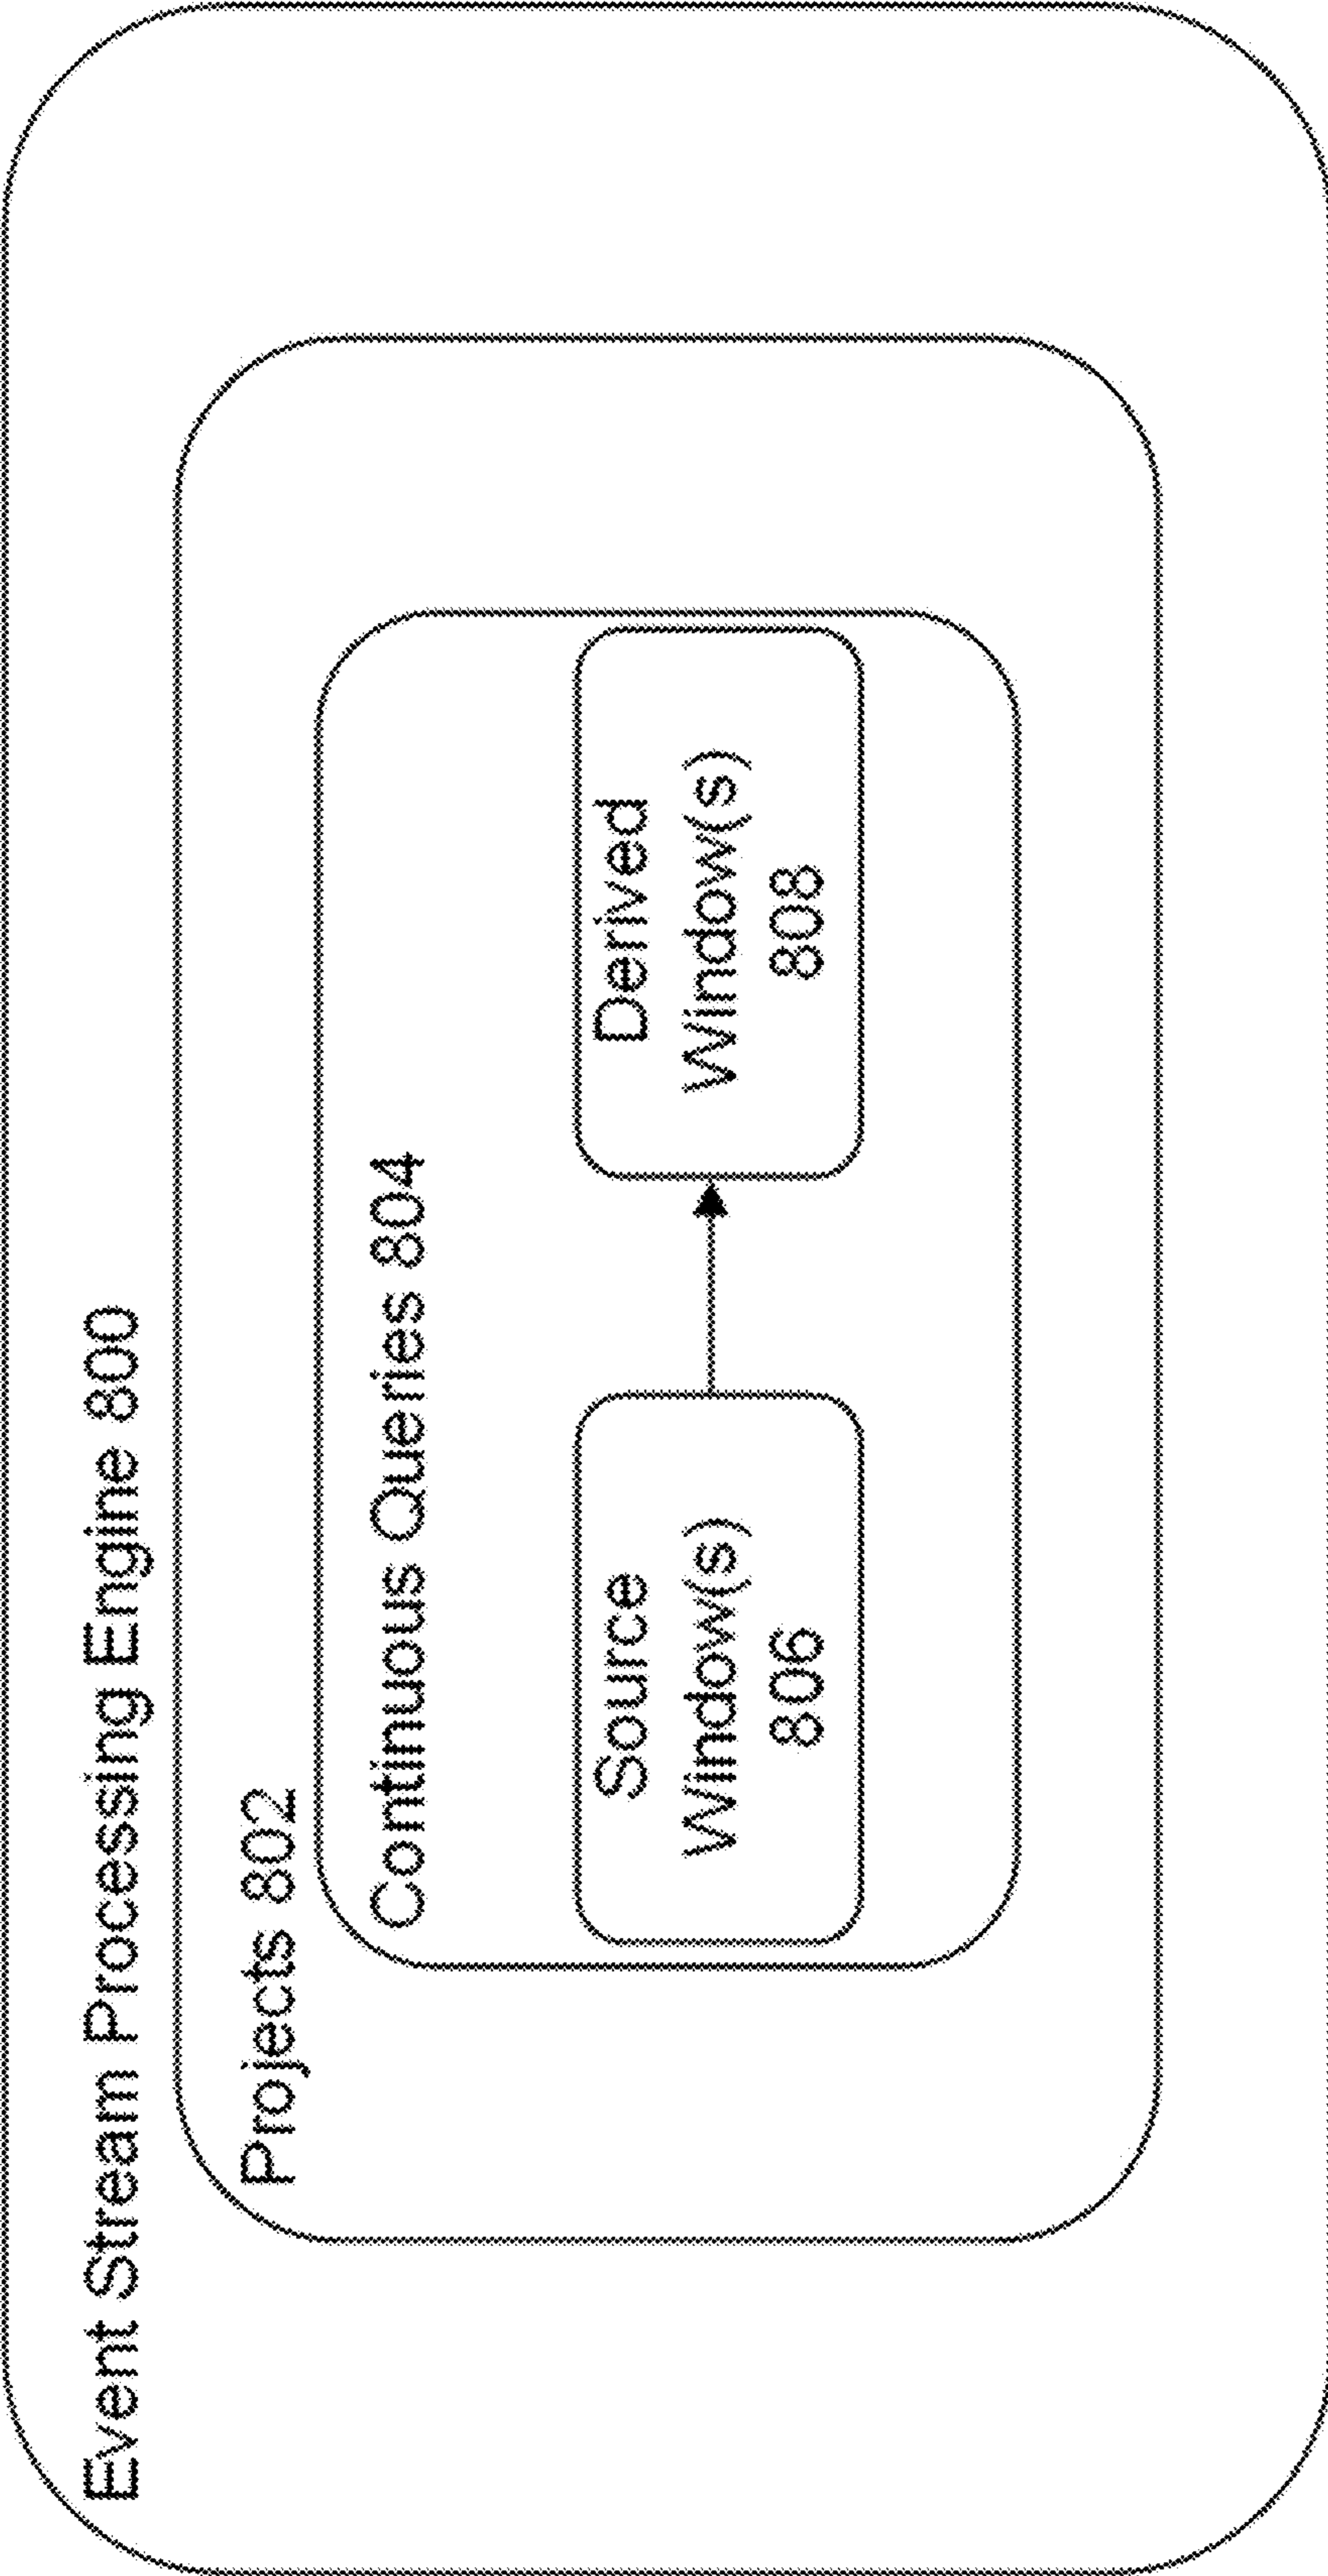 Event Stream Processing Engine 800
Projects 802
Continuous Queries 804
Source
Window(s)
806
Derived
Window(s)
808